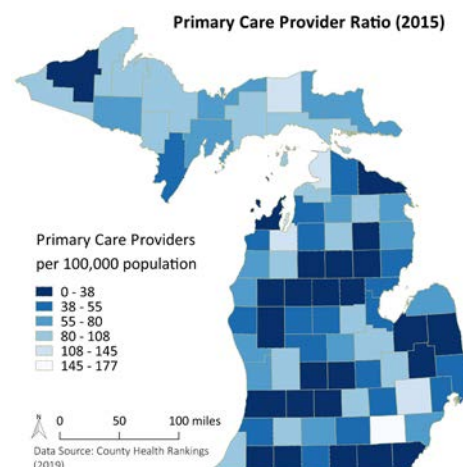 Primary Care Provider Ratio (2015)
Primary Care Providers
per 100,000 population
0 - 38
38 - 55
55 - 80
80 - 108
108 - 145
145 - 177
N
0 50 100 miles
Data Source: County Health Rankings
(2019)